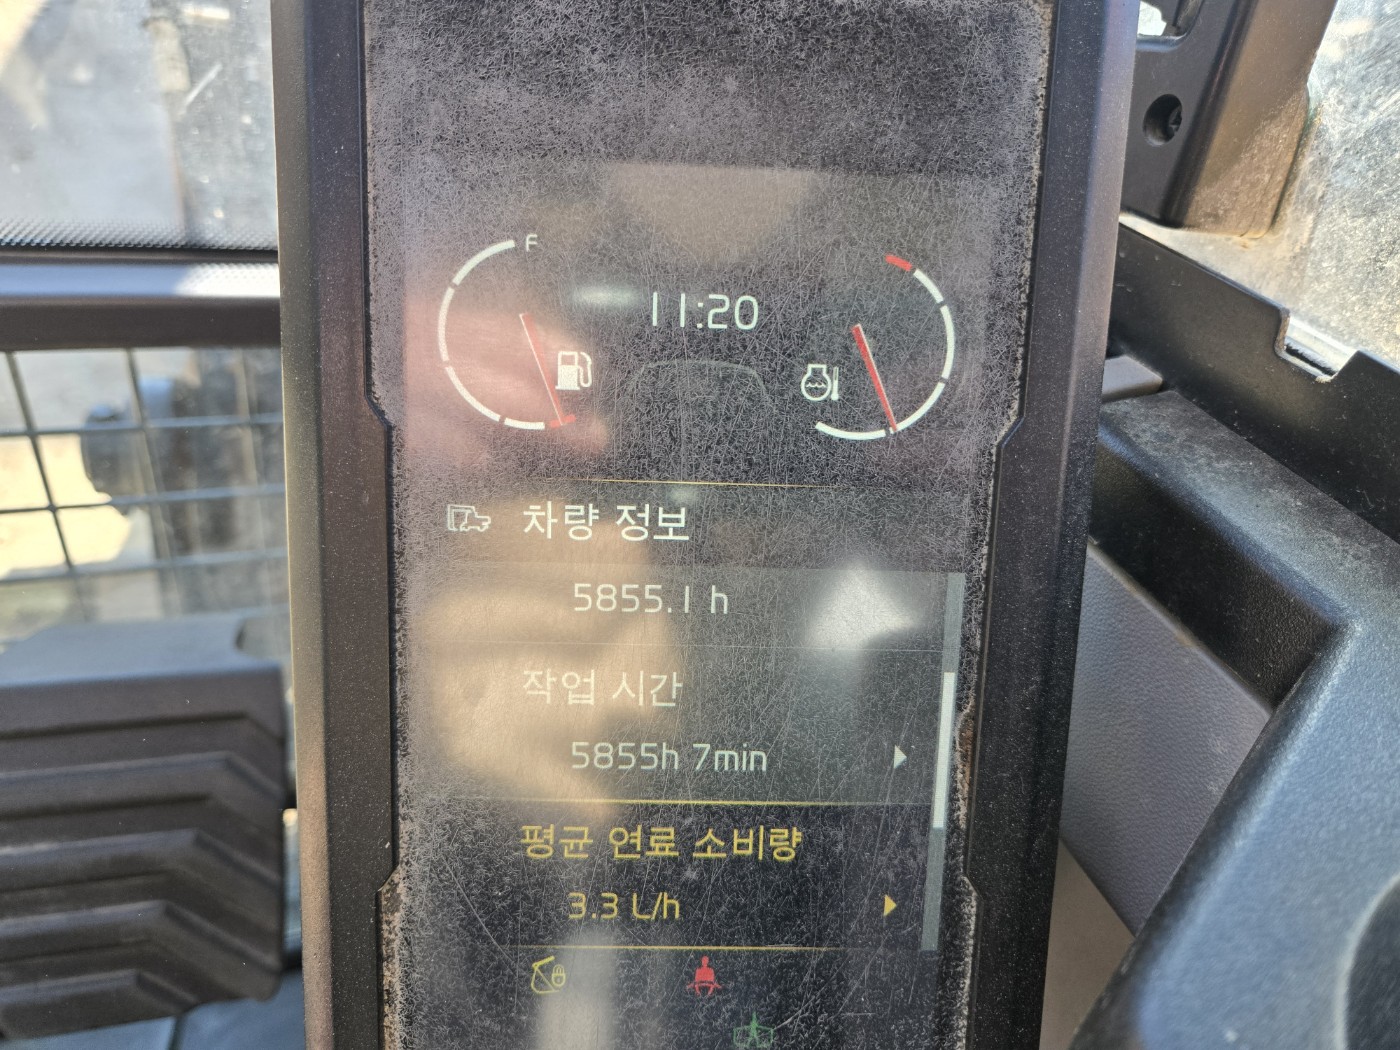 F
11:20
차량 정보
5855.1 h
작업 시간
5855h 7min
평균 연료 소비량
3.3 L/h